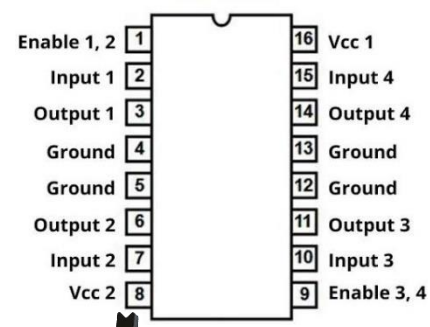 Enable 1, 2 1 16 Vcc 1
Input 1 2 15 Input 4
Output 1 3 14 Output 4
Ground 4 13 Ground
Ground 5 12 Ground
Output 2 6 11 Output 3
Input 2 7 10 Input 3
Vcc 2 8 9 Enable 3, 4